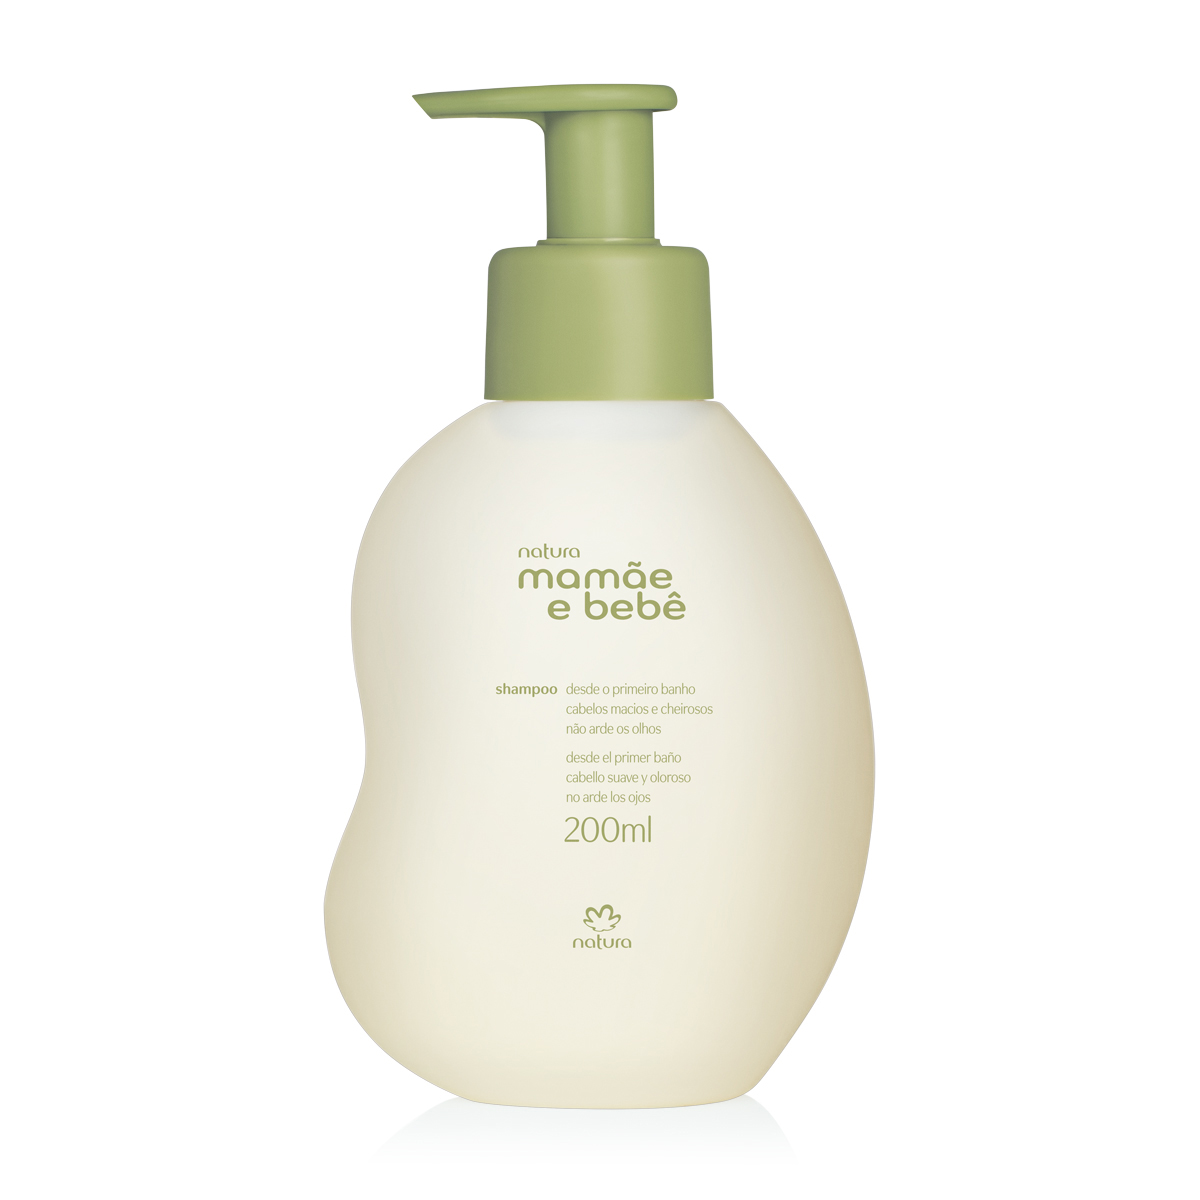 natura
mamãe
e bebê
shampoo desde o primeiro banho
cabelos macios e cheirosos
não arde os olhos
desde el primer baño
cabello suave y oloroso
no arde los ojos
200ml
natura